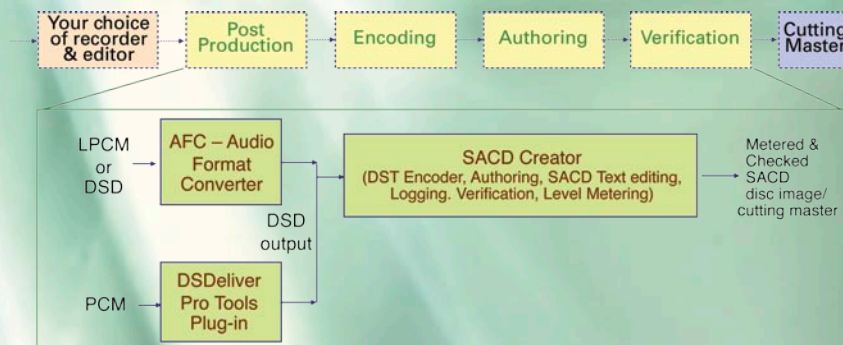 Your choice
of recorder
& editor
Post
Production
Encoding
Authoring
Verification
Cutting
Master
LPCM
or
DSD
AFC – Audio
Format
Converter
SACD Creator
(DST Encoder, Authoring, SACD Text editing,
Logging. Verification, Level Metering)
Metered &
Checked
SACD
disc image/
cutting master
DSD
output
PCM
DSDeliver
Pro Tools
Plug-in